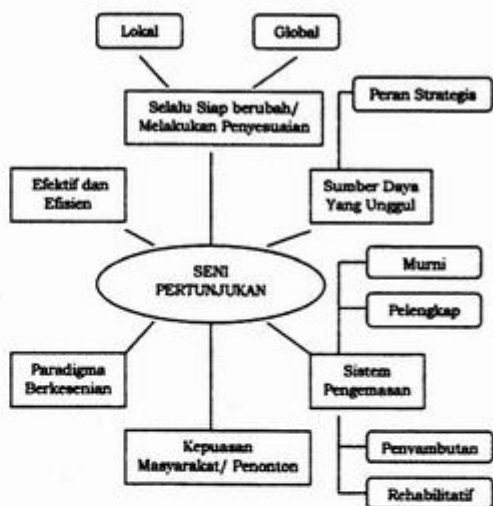 Lokal
Global
Selalu Siap berubah/
Melakukan Penyesuaian
Peran Strategis
Efektif dan
Efisien
Sumber Daya
Yang Unggul
SENI
PERTUNJUKAN
Murni
Pelengkap
Paradigma
Berkesenian
Sistem
Pengemasan
Kepuasan
Masyarakat/ Penonton
Penyambutan
Rehabilitatif